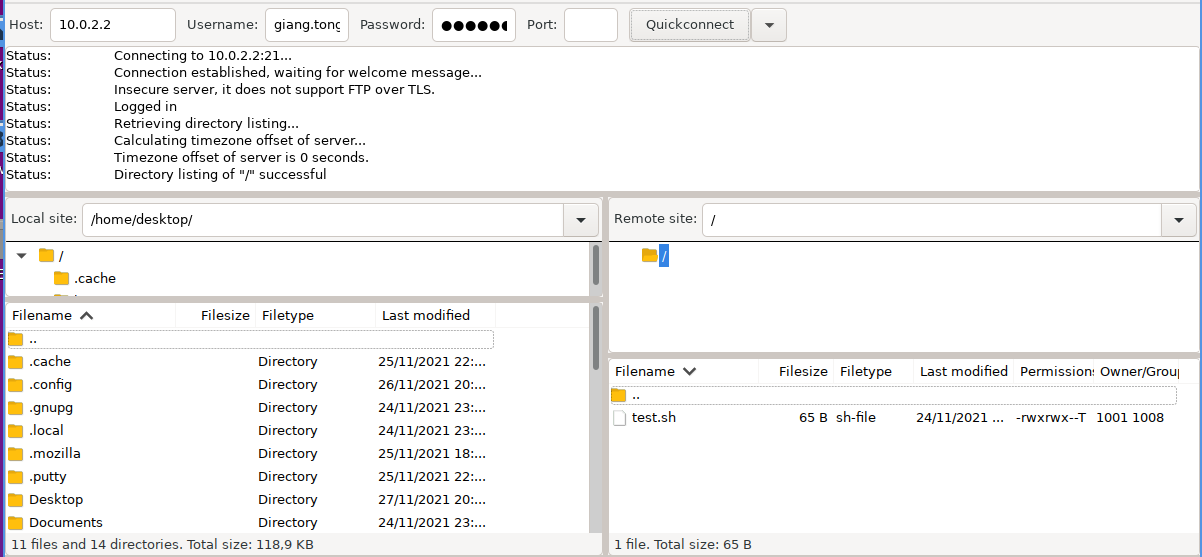 Host: 10.0.2.2 Username: giang.tong Password: ●●●●●● Port: Quickconnect
Status: Connecting to 10.0.2.2:21...
Status: Connection established, waiting for welcome message...
Status: Insecure server, it does not support FTP over TLS.
Status: Logged in
Status: Retrieving directory listing...
Status: Calculating timezone offset of server...
Status: Timezone offset of server is 0 seconds.
Status: Directory listing of "/" successful
Local site: /home/desktop/
/
.cache
Filename Filesize Filetype Last modified
..
.cache Directory 25/11/2021 22:...
.config Directory 26/11/2021 20:...
.gnupg Directory 24/11/2021 23:...
.local Directory 24/11/2021 23:...
.mozilla Directory 25/11/2021 18:...
.putty Directory 25/11/2021 22:...
Desktop Directory 27/11/2021 20:...
Documents Directory 24/11/2021 23:...
11 files and 14 directories. Total size: 118,9 KB
Remote site: /
/
Filename Filesize Filetype Last modified Permissions Owner/Group
..
test.sh 65 B sh-file 24/11/2021 ... -rwxrwx--T 1001 1008
1 file. Total size: 65 B